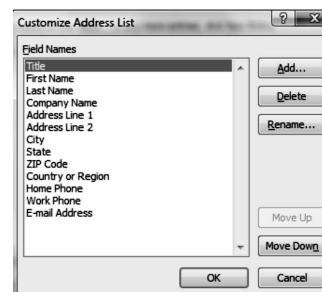 Customize Address List
Field Names
Title
First Name
Last Name
Company Name
Address Line 1
Address Line 2
City
State
ZIP Code
Country or Region
Home Phone
Work Phone
E-mail Address
Add...
Delete
Rename...
Move Up
Move Down
OK
Cancel